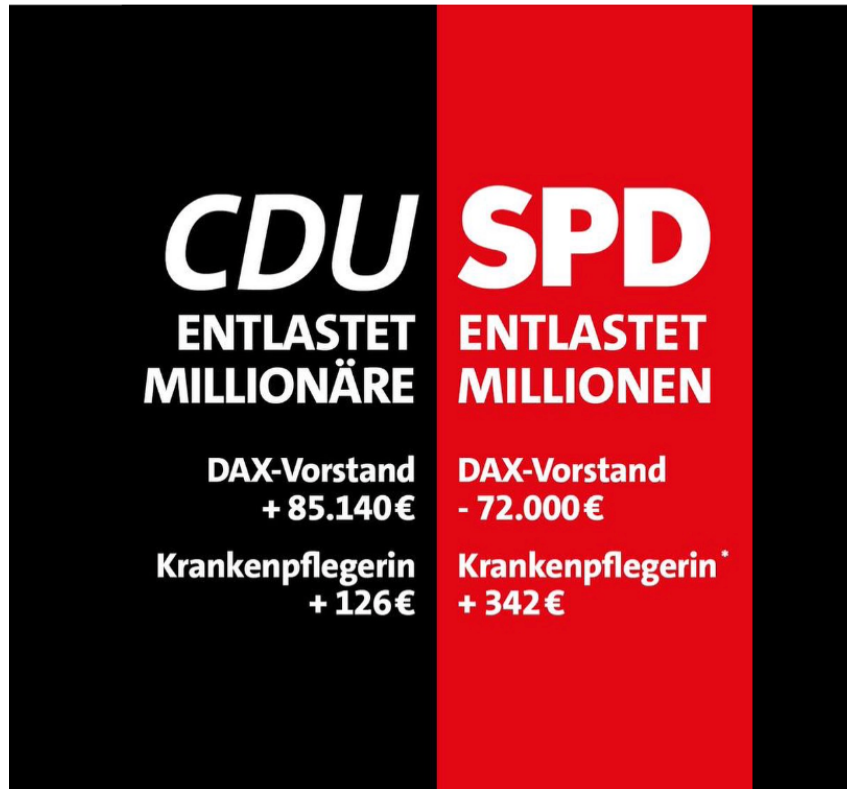 CDU
ENTLASTET
MILLIONÄRE
DAX-Vorstand
+ 85.140 €
Krankenpflegerin
+ 126 €
SPD
ENTLASTET
MILLIONEN
DAX-Vorstand
- 72.000 €
Krankenpflegerin*
+ 342 €